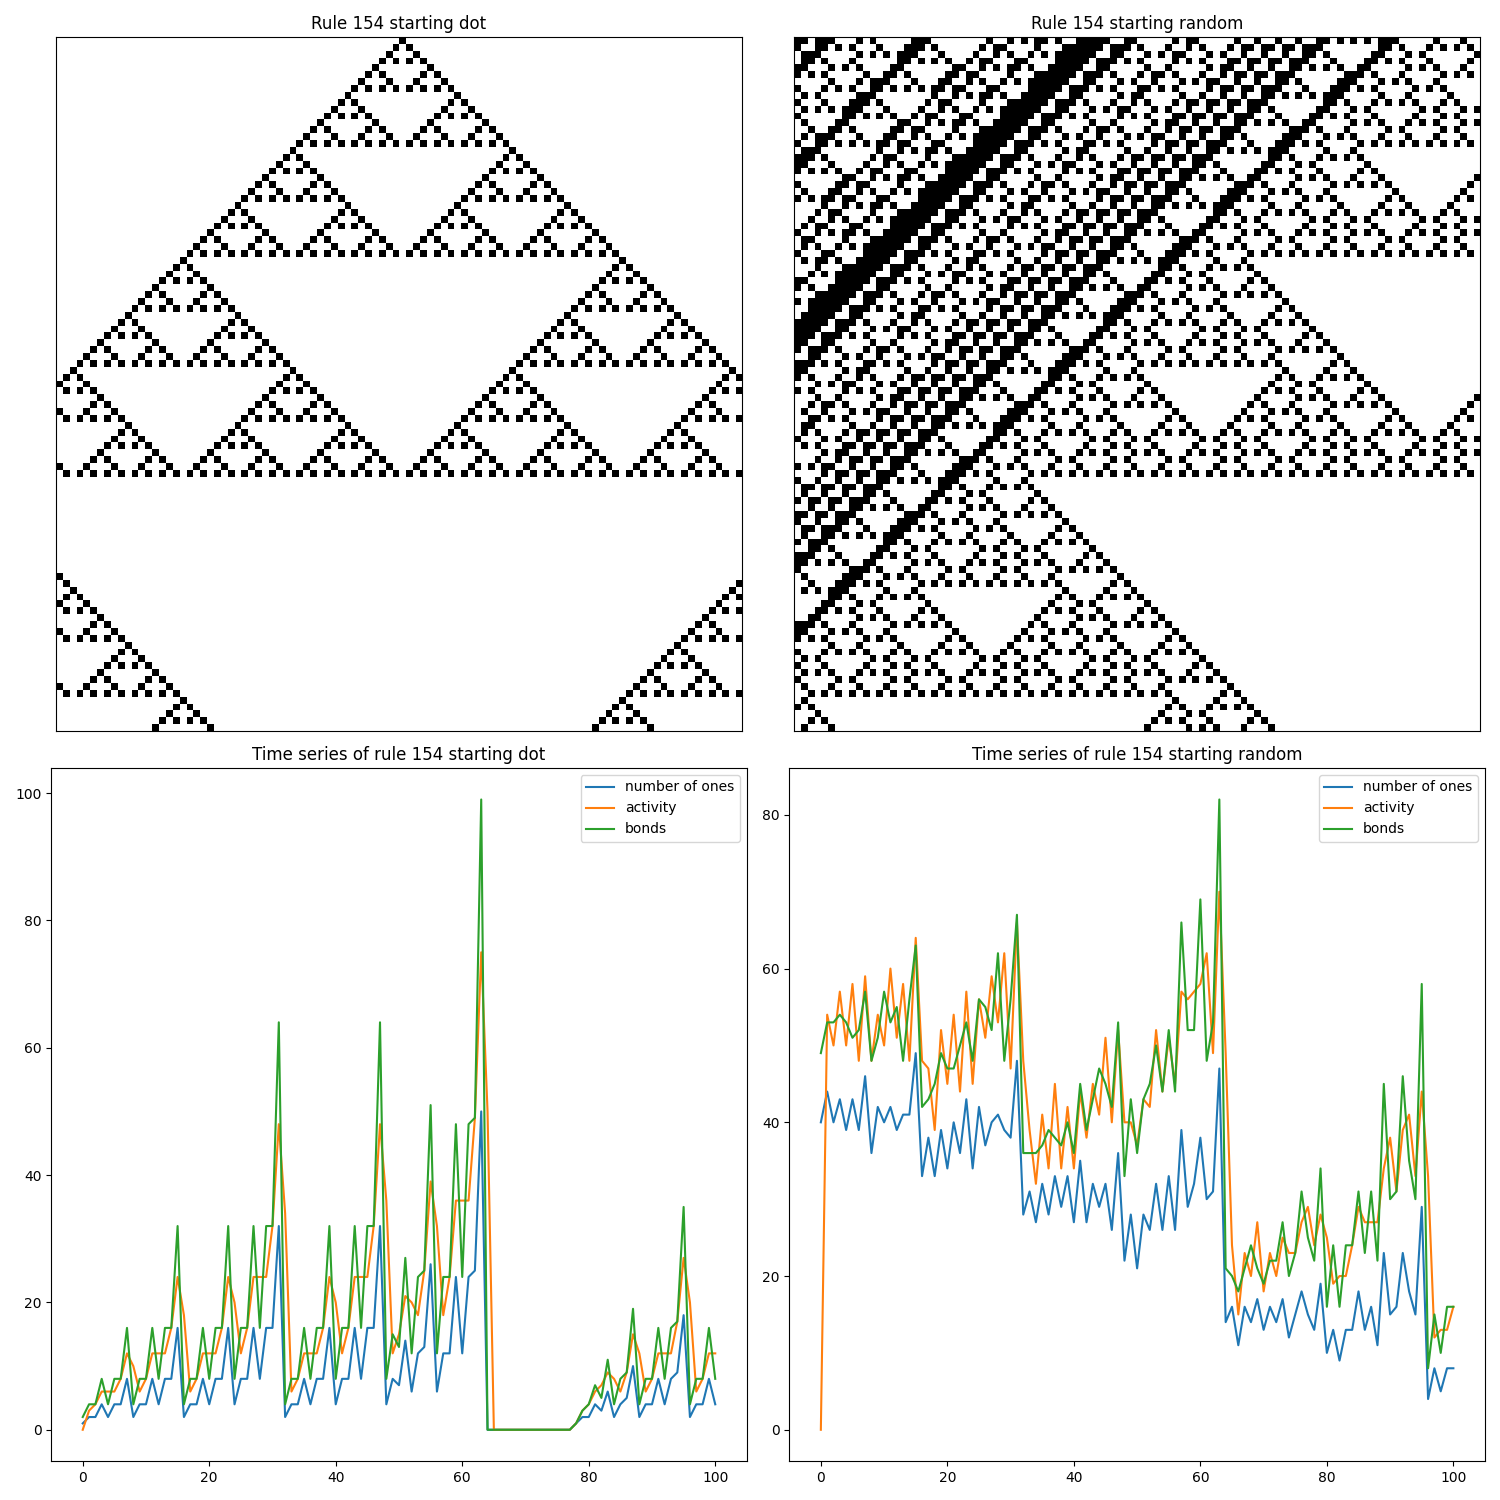 Rule 154 starting dot
Rule 154 starting random
Time series of rule 154 starting dot
number of ones
activity
bonds
100
80
60
40
20
0
0
20
40
60
80
100
Time series of rule 154 starting random
number of ones
activity
bonds
80
60
40
20
0
0
20
40
60
80
100